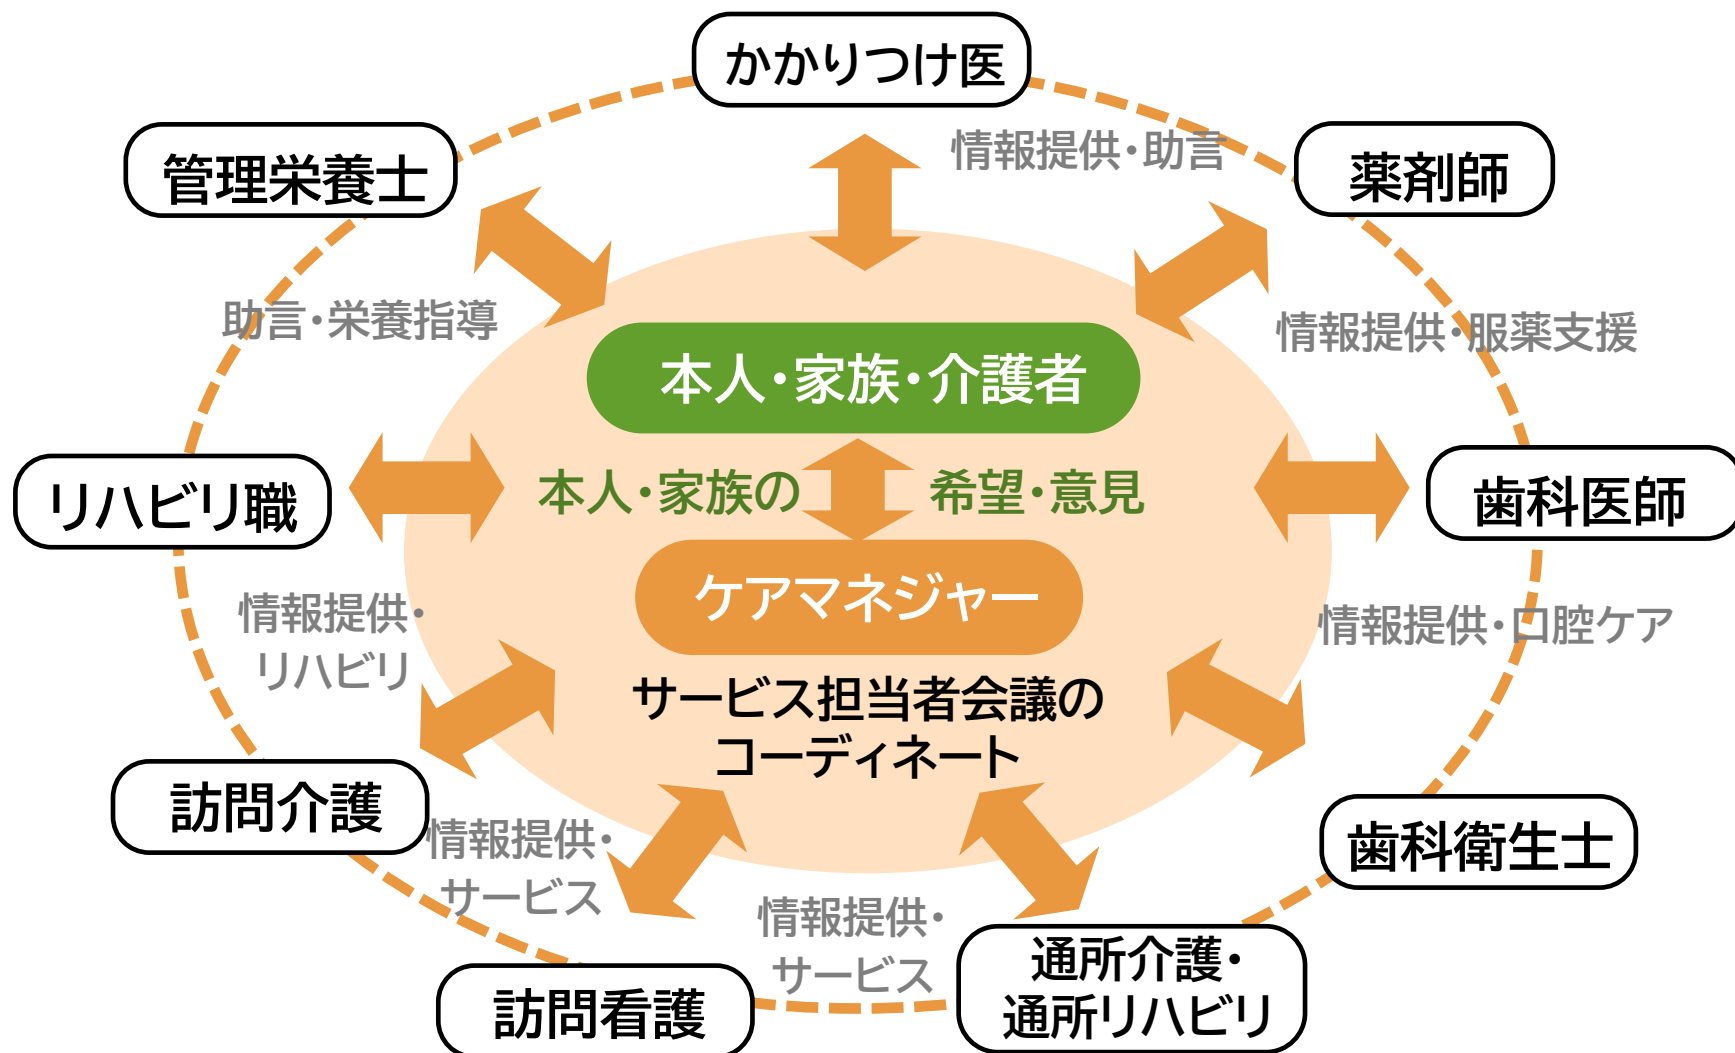 かかりつけ医
情報提供・助言
管理栄養士
薬剤師
助言・栄養指導
情報提供・服薬支援
本人・家族・介護者
本人・家族の 希望・意見
リハビリ職
歯科医師
ケアマネジャー
情報提供・
リハビリ
情報提供・口腔ケア
サービス担当者会議の
コーディネート
訪問介護
歯科衛生士
情報提供・
サービス
情報提供・
サービス
通所介護・
通所リハビリ
訪問看護